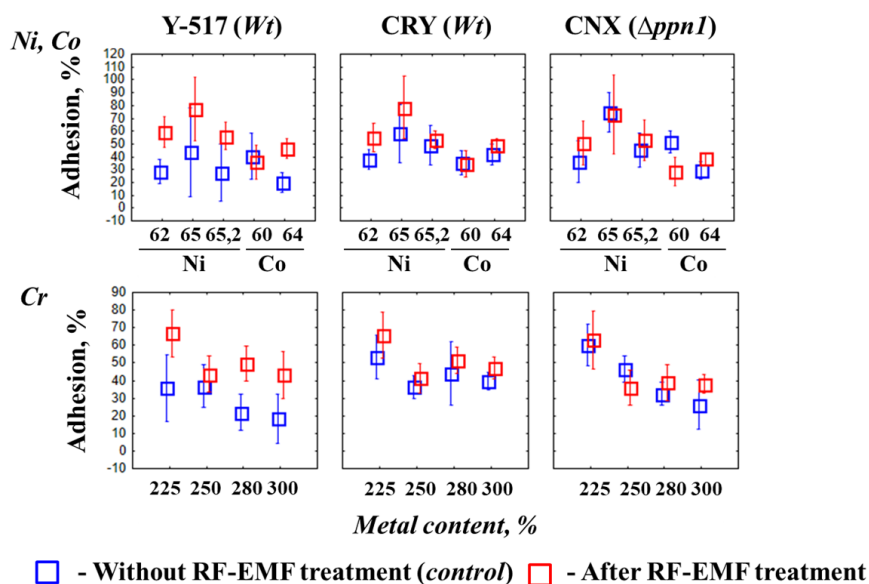 Y-517 (Wt) CRY (Wt) CNX (Δppn1)
Ni, Co
Adhesion, %
120
110
100
90
80
70
60
50
40
30
20
10
0
-10
62 65 65,2 60 64 62 65 65,2 60 64 62 65 65,2 60 64
Ni Co Ni Co Ni Co
Cr
Adhesion, %
90
80
70
60
50
40
30
20
10
0
-10
225 250 280 300 225 250 280 300 225 250 280 300
Metal content, %
- Without RF-EMF treatment (control) - After RF-EMF treatment